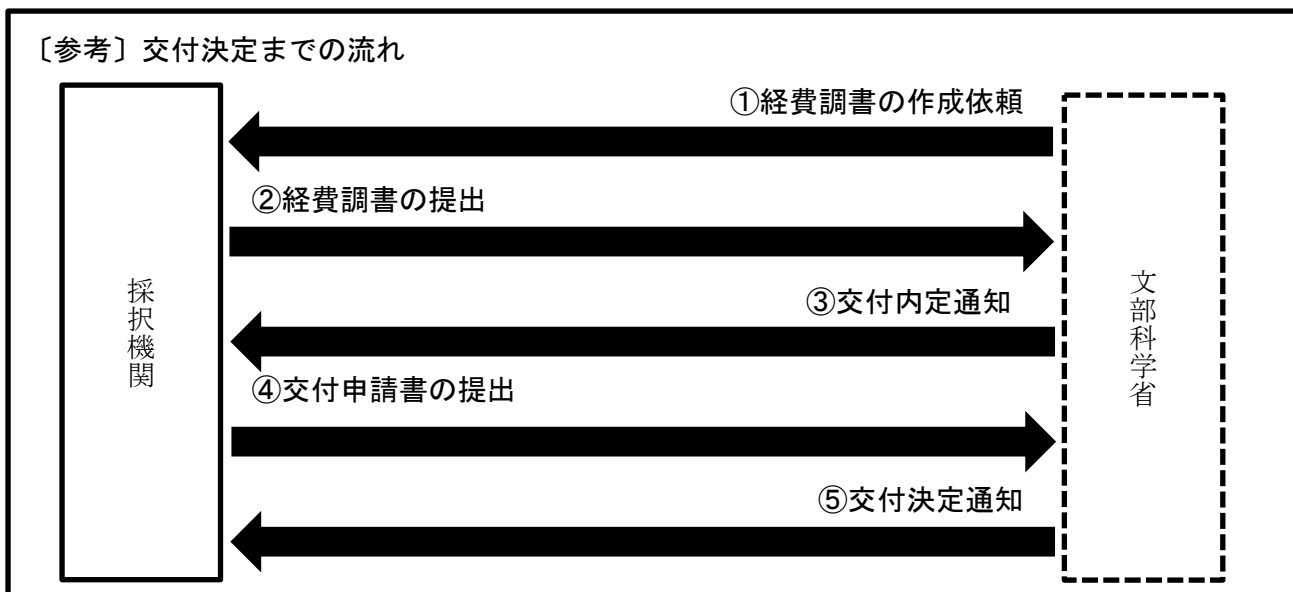 〔参考〕交付決定までの流れ
①経費調書の作成依頼
②経費調書の提出
③交付内定通知
④交付申請書の提出
⑤交付決定通知
採択機関
文部科学省